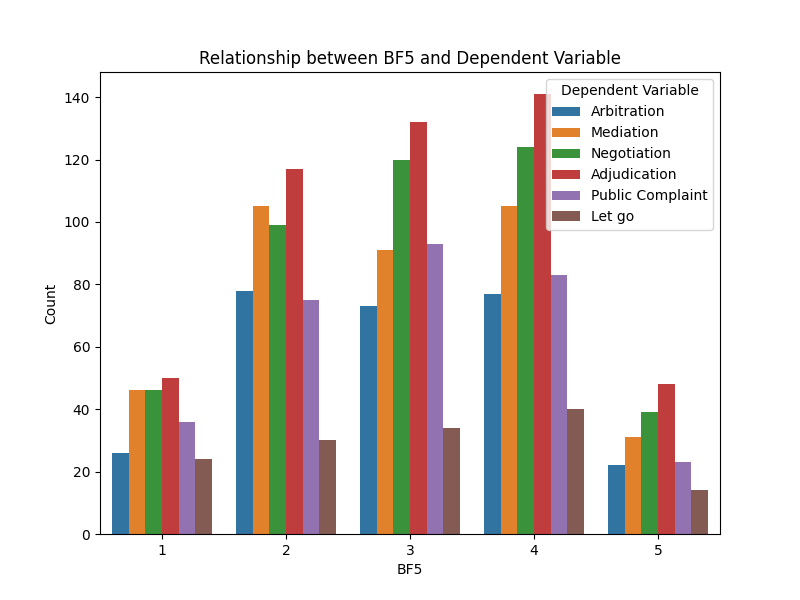 Relationship between BF5 and Dependent Variable
Dependent Variable
Arbitration
Mediation
Negotiation
Adjudication
Public Complaint
Let go
Count
140
120
100
80
60
40
20
0
1 2 3 4 5
BF5